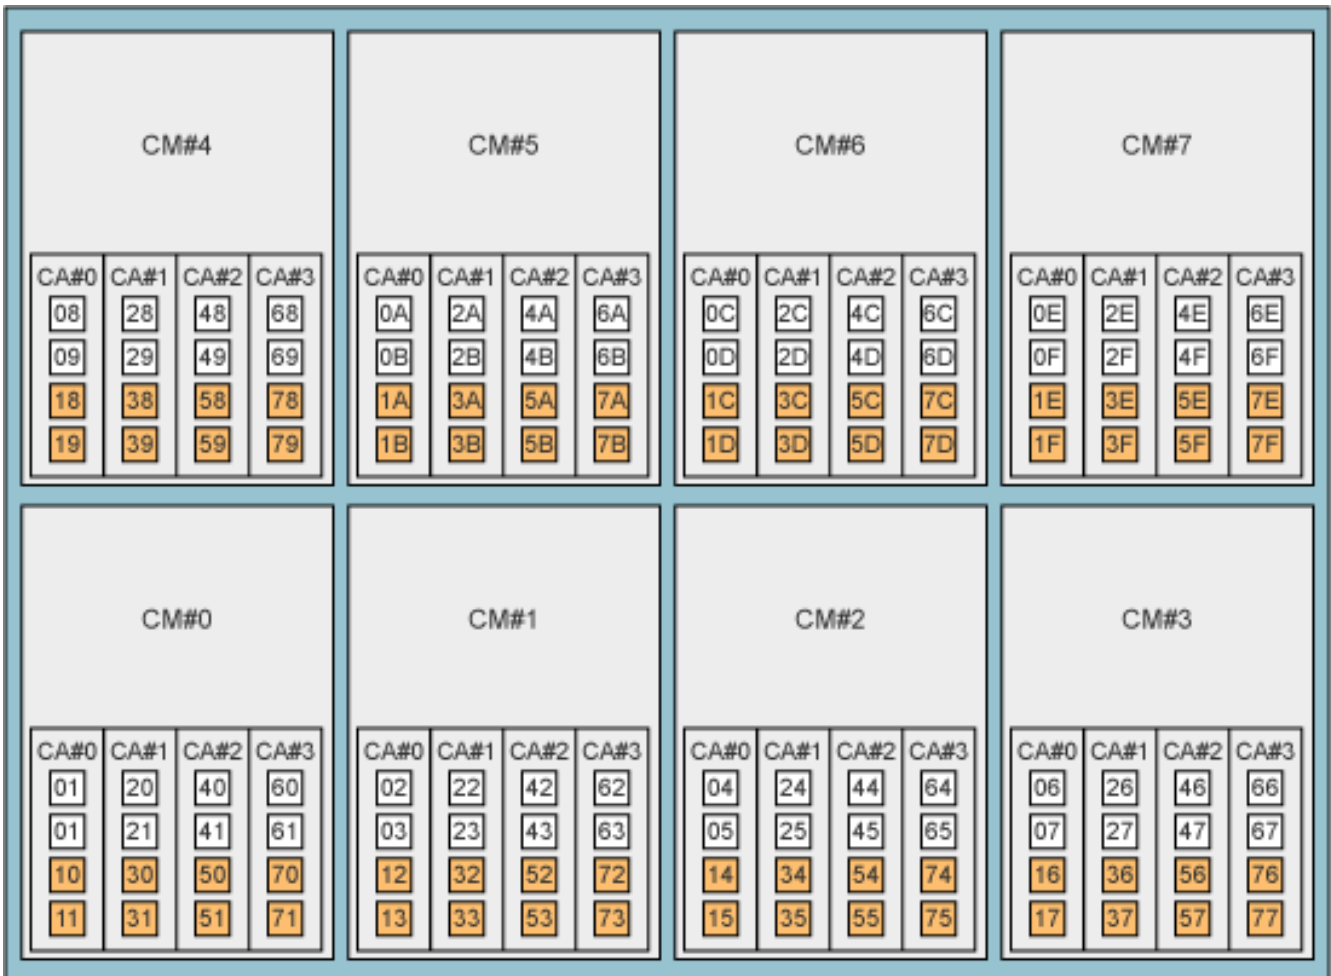 CM#4 CM#5 CM#6 CM#7
CA#0 CA#1 CA#2 CA#3 CA#0 CA#1 CA#2 CA#3 CA#0 CA#1 CA#2 CA#3 CA#0 CA#1 CA#2 CA#3
08 28 48 68 0A 2A 4A 6A 0C 2C 4C 6C 0E 2E 4E 6E
09 29 49 69 0B 2B 4B 6B 0D 2D 4D 6D 0F 2F 4F 6F
18 38 58 78 1A 3A 5A 7A 1C 3C 5C 7C 1E 3E 5E 7E
19 39 59 79 1B 3B 5B 7B 1D 3D 5D 7D 1F 3F 5F 7F
CM#0 CM#1 CM#2 CM#3
CA#0 CA#1 CA#2 CA#3 CA#0 CA#1 CA#2 CA#3 CA#0 CA#1 CA#2 CA#3 CA#0 CA#1 CA#2 CA#3
01 20 40 60 02 22 42 62 04 24 44 64 06 26 46 66
01 21 41 61 03 23 43 63 05 25 45 65 07 27 47 67
10 30 50 70 12 32 52 72 14 34 54 74 16 36 56 76
11 31 51 71 13 33 53 73 15 35 55 75 17 37 57 77